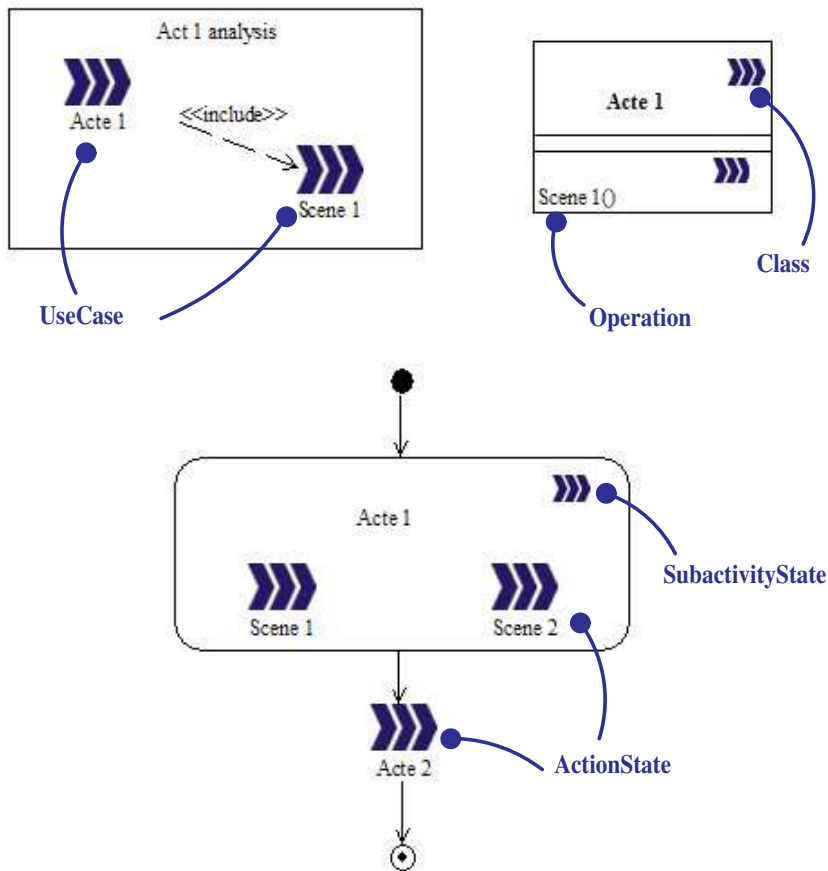 Act 1 analysis
Acte 1
<<include>>
Scene 1
UseCase
Acte 1
Scene 1()
Class
Operation
Acte 1
SubactivityState
Scene 1
Scene 2
Acte 2
ActionState